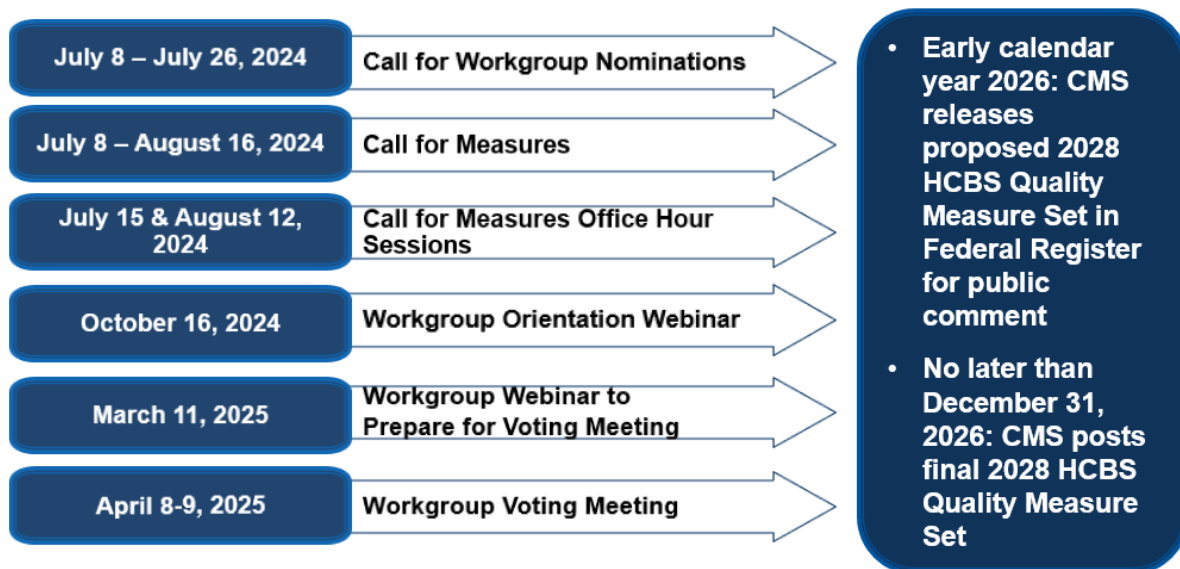 July 8 – July 26, 2024
Call for Workgroup Nominations
July 8 – August 16, 2024
Call for Measures
July 15 & August 12,
2024
Call for Measures Office Hour
Sessions
October 16, 2024
Workgroup Orientation Webinar
March 11, 2025
Workgroup Webinar to
Prepare for Voting Meeting
April 8-9, 2025
Workgroup Voting Meeting
• Early calendar
year 2026: CMS
releases
proposed 2028
HCBS Quality
Measure Set in
Federal Register
for public
comment
• No later than
December 31,
2026: CMS posts
final 2028 HCBS
Quality Measure
Set